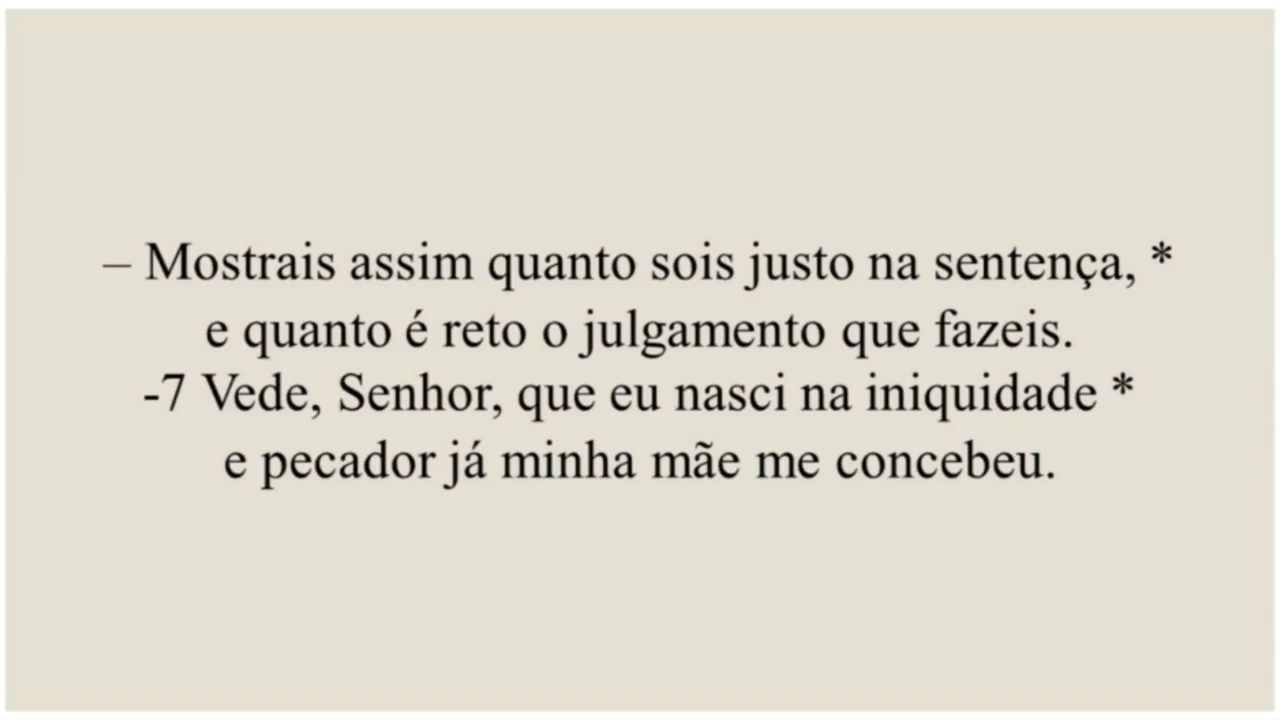 – Mostrais assim quanto sois justo na sentença, *
e quanto é reto o julgamento que fazeis.
-7 Vede, Senhor, que eu nasci na iniquidade *
e pecador já minha mãe me concebeu.